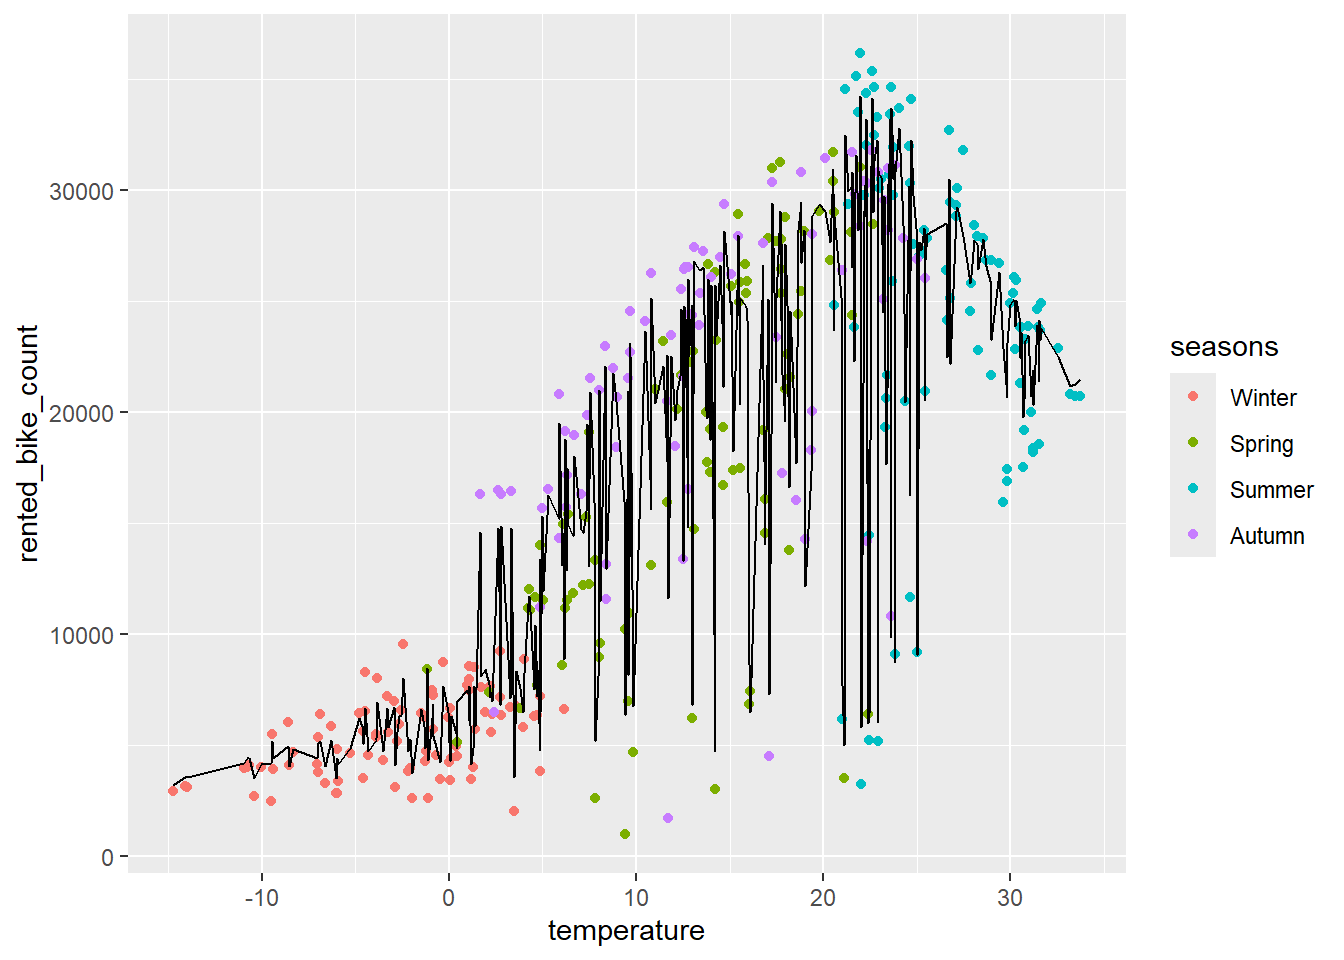 rented_bike_count
30000
20000
10000
0
-10
0
10
20
30
temperature
seasons
Winter
Spring
Summer
Autumn